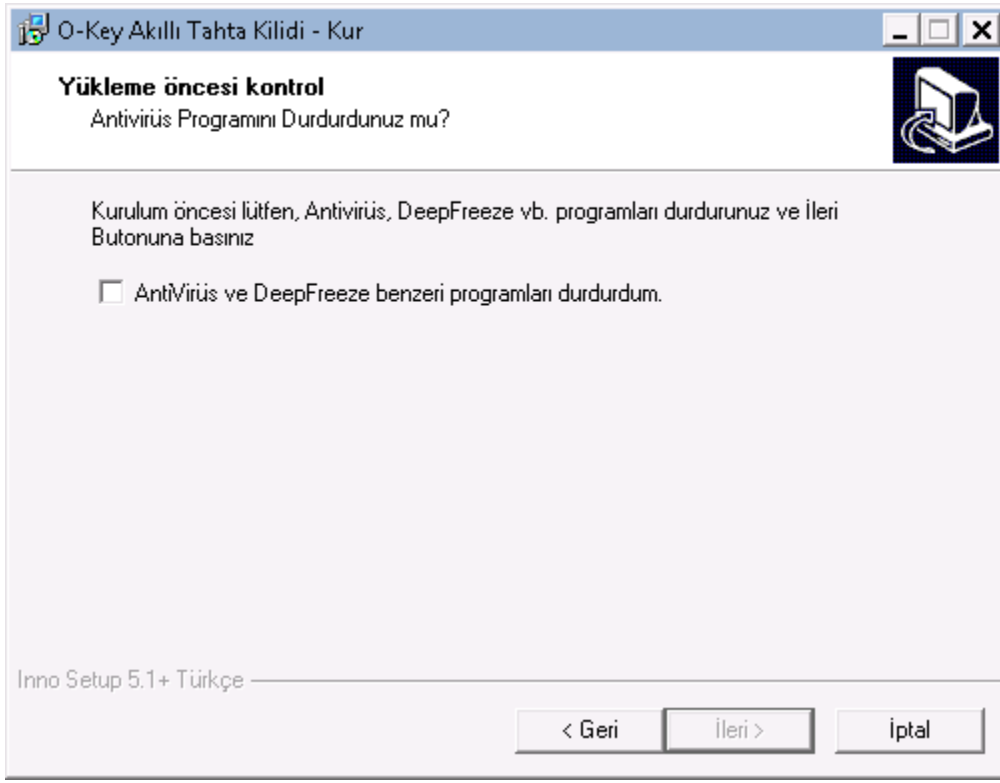 O-Key Akıllı Tahta Kilidi - Kur
Yükleme öncesi kontrol
Antivirüs Programını Durdurdunuz mu?
Kurulum öncesi lütfen, Antivirüs, DeepFreeze vb. programları durdurunuz ve İleri
Butonuna basınız
AntiVirüs ve DeepFreeze benzeri programları durdurdum.
Inno Setup 5.1+ Türkçe
< Geri
İleri >
İptal